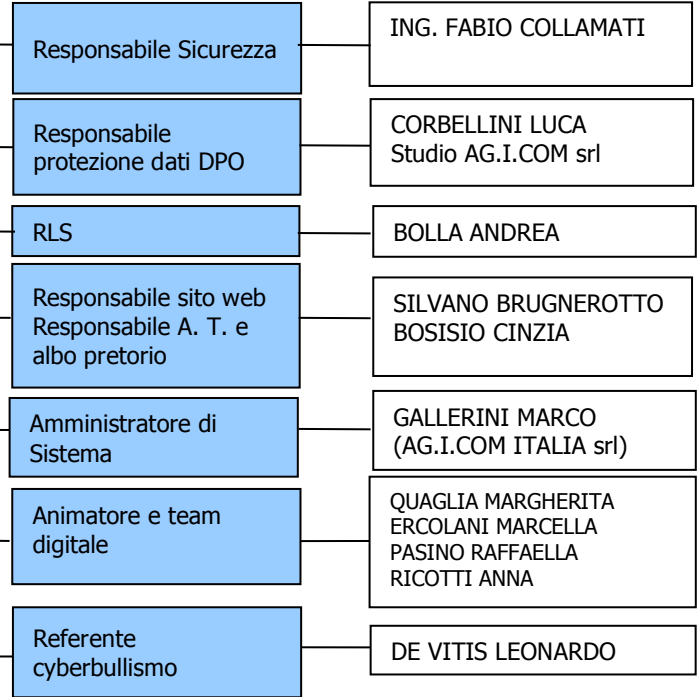 Responsabile Sicurezza
ING. FABIO COLLAMATI
Responsabile
protezione dati DPO
CORBELLINI LUCA
Studio AG.I.COM srl
RLS
BOLLA ANDREA
Responsabile sito web
Responsabile A. T. e
albo pretorio
SILVANO BRUGNEROTTO
BOSISIO CINZIA
Amministratore di
Sistema
GALLERINI MARCO
(AG.I.COM ITALIA srl)
Animatore e team
digitale
QUAGLIA MARGHERITA
ERCOLANI MARCELLA
PASINO RAFFAELLA
RICOTTI ANNA
Referente
cyberbullismo
DE VITIS LEONARDO